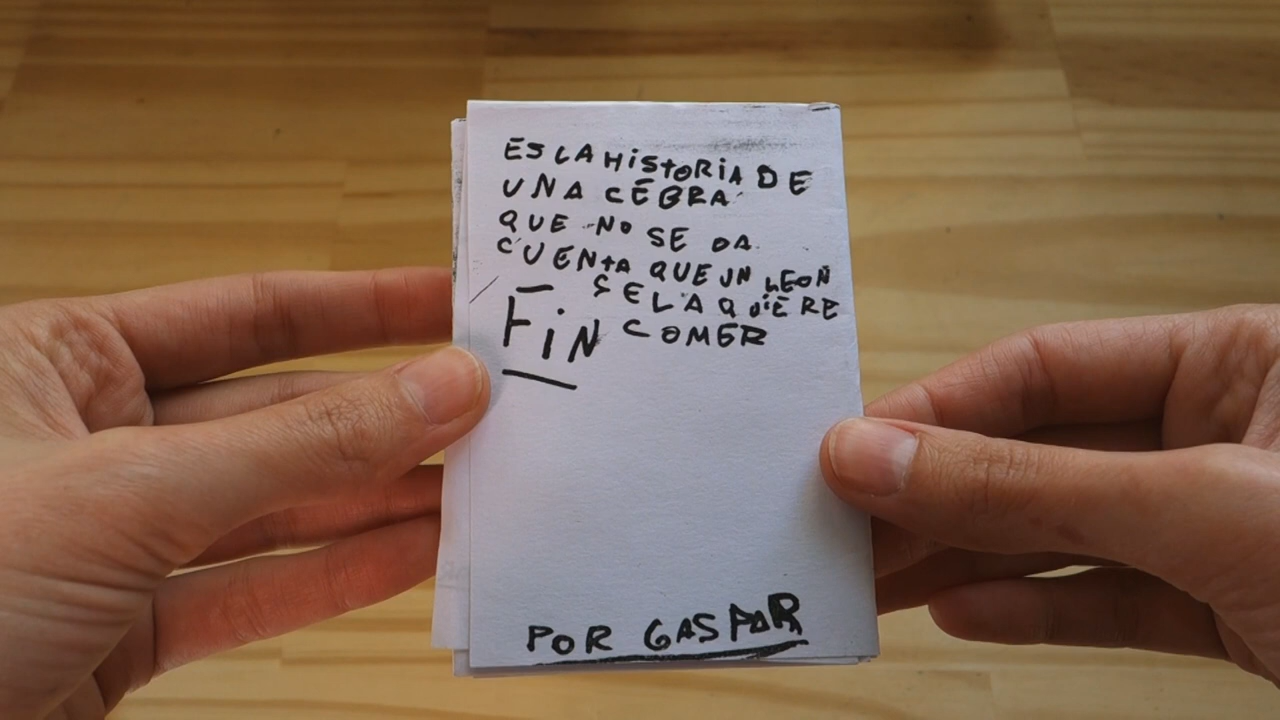 ES LA HISTORIA DE
UNA CEBRA
QUE NO SE DA
CUENTA QUE UN LEON
SE LA QUIERE
FIN COMER
POR GASPAR